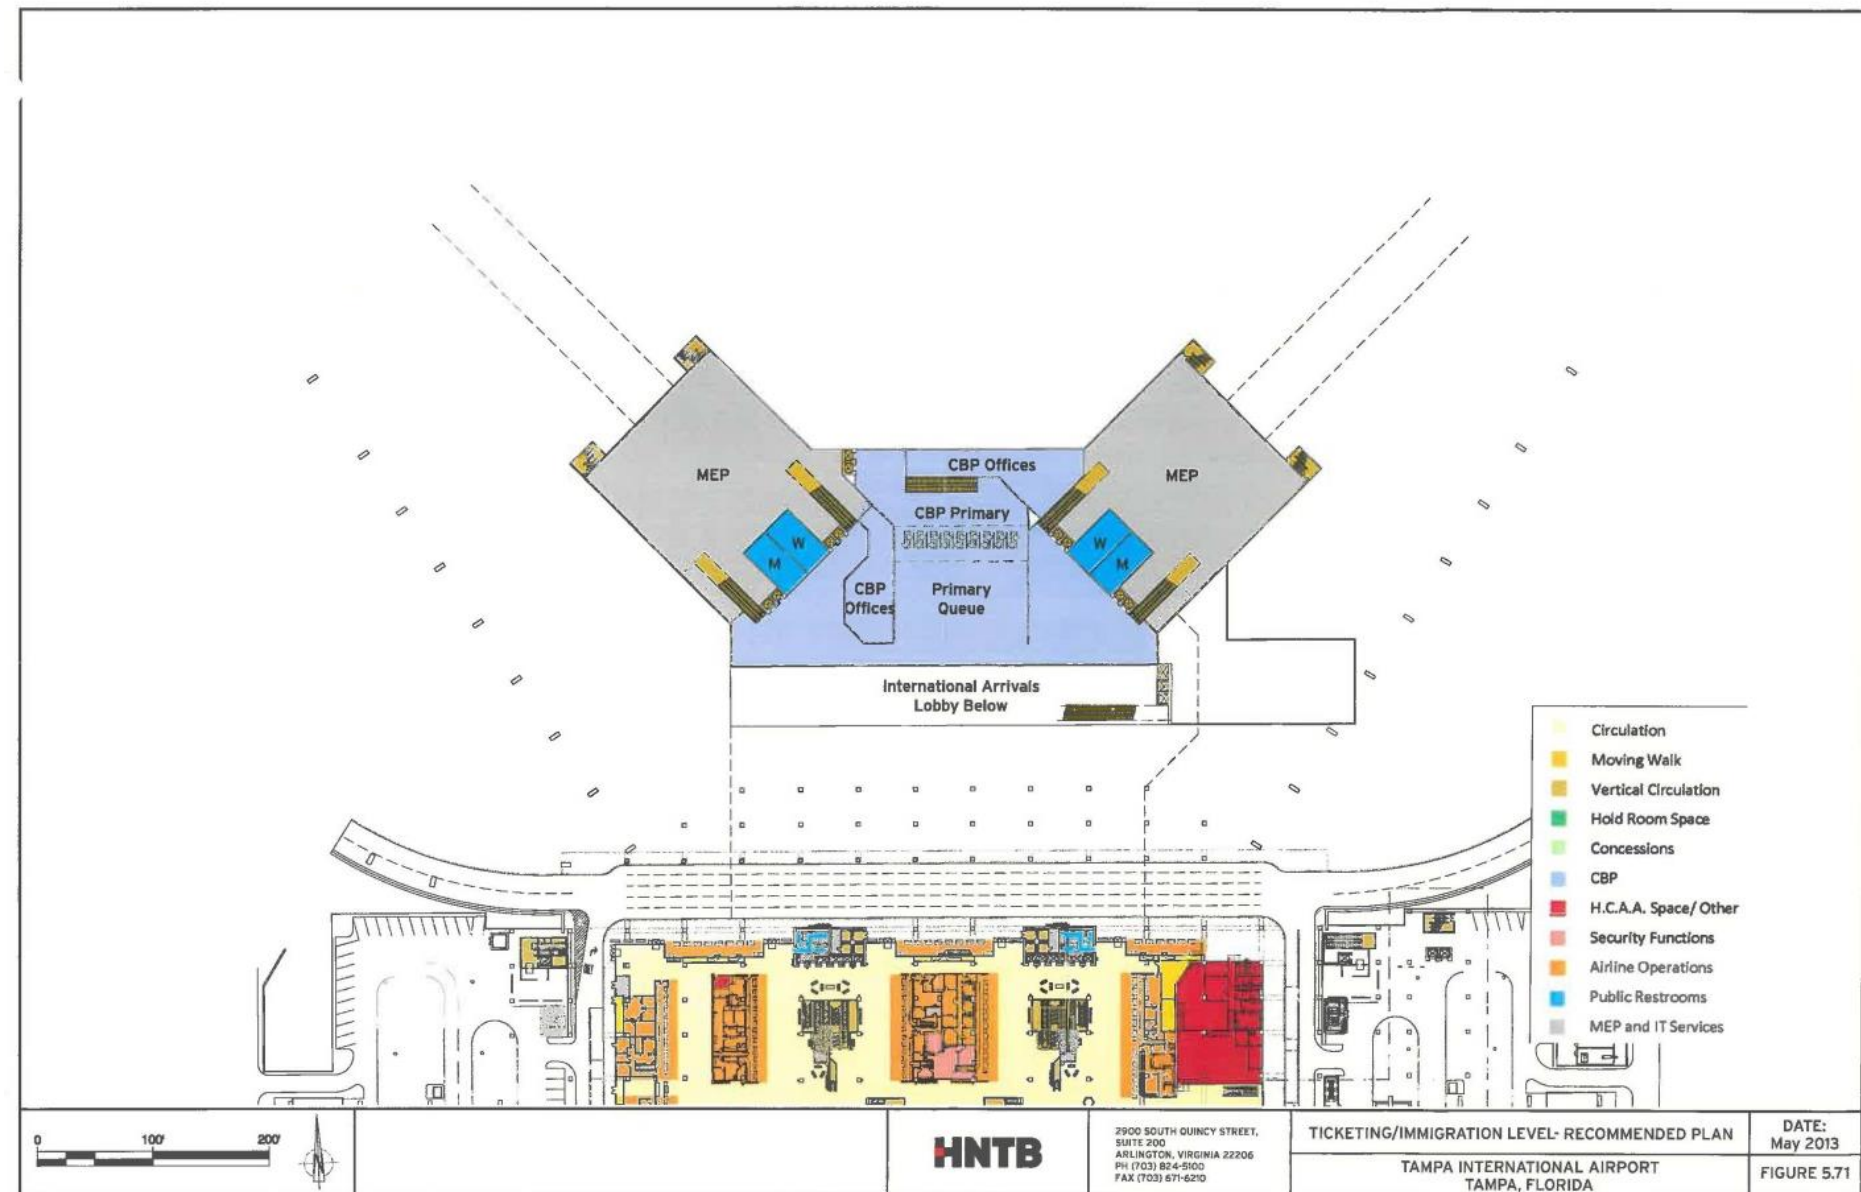 MEP
CBP Offices
MEP
CBP Primary
W
M
W
M
CBP
Offices
Primary
Queue
International Arrivals
Lobby Below
Circulation
Moving Walk
Vertical Circulation
Hold Room Space
Concessions
CBP
H.C.A.A. Space/ Other
Security Functions
Airline Operations
Public Restrooms
MEP and IT Services
0 100' 200'
HNTB
2900 SOUTH QUINCY STREET,
SUITE 200
ARLINGTON, VIRGINIA 22206
PH (703) 824-5100
FAX (703) 671-6210
TICKETING/IMMIGRATION LEVEL- RECOMMENDED PLAN
TAMPA INTERNATIONAL AIRPORT
TAMPA, FLORIDA
DATE:
May 2013
FIGURE 5.71